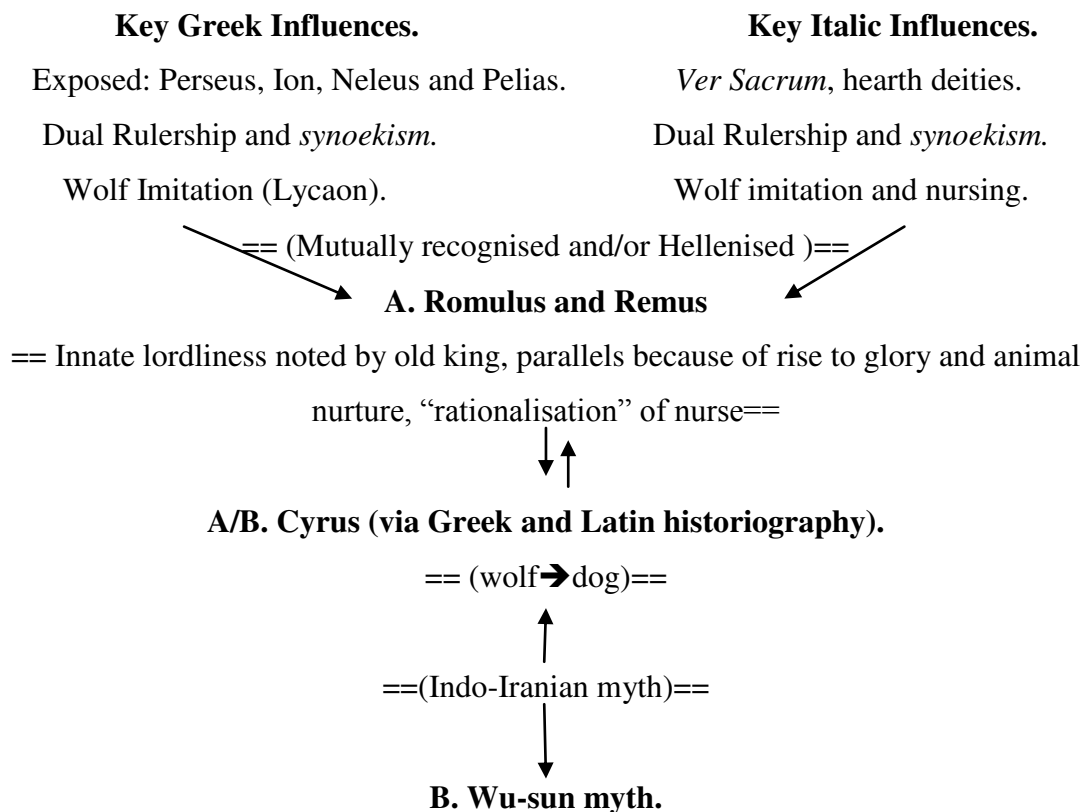 Key Greek Influences.
Exposed: Perseus, Ion, Neleus and Pelias.
Dual Rulership and synoekism.
Wolf Imitation (Lycaon).
Key Italic Influences.
Ver Sacrum, hearth deities.
Dual Rulership and synoekism.
Wolf imitation and nursing.
== (Mutually recognised and/or Hellenised )==
A. Romulus and Remus
== Innate lordliness noted by old king, parallels because of rise to glory and animal
nurture, “rationalisation” of nurse==
A/B. Cyrus (via Greek and Latin historiography).
== (wolf➔dog)==
==(Indo-Iranian myth)==
B. Wu-sun myth.